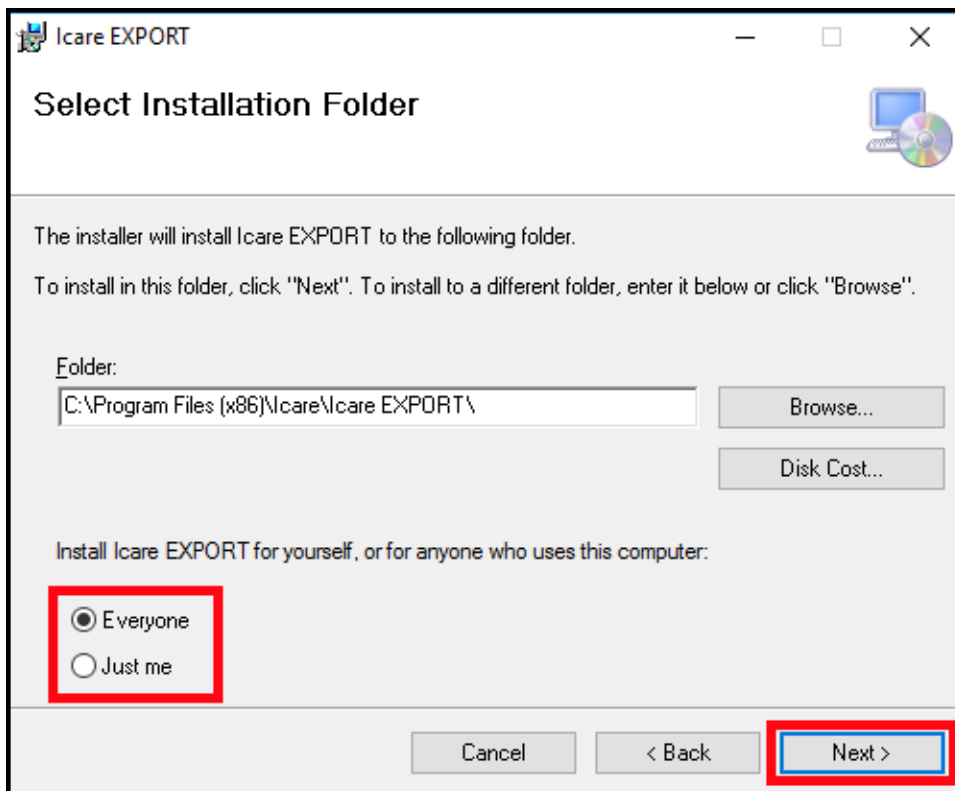 Icare EXPORT
Select Installation Folder
The installer will install Icare EXPORT to the following folder.
To install in this folder, click "Next". To install to a different folder, enter it below or click "Browse".
Folder:
C:\Program Files (x86)\Icare\Icare EXPORT\
Browse...
Disk Cost...
Install Icare EXPORT for yourself, or for anyone who uses this computer:
Everyone
Just me
Cancel
< Back
Next >